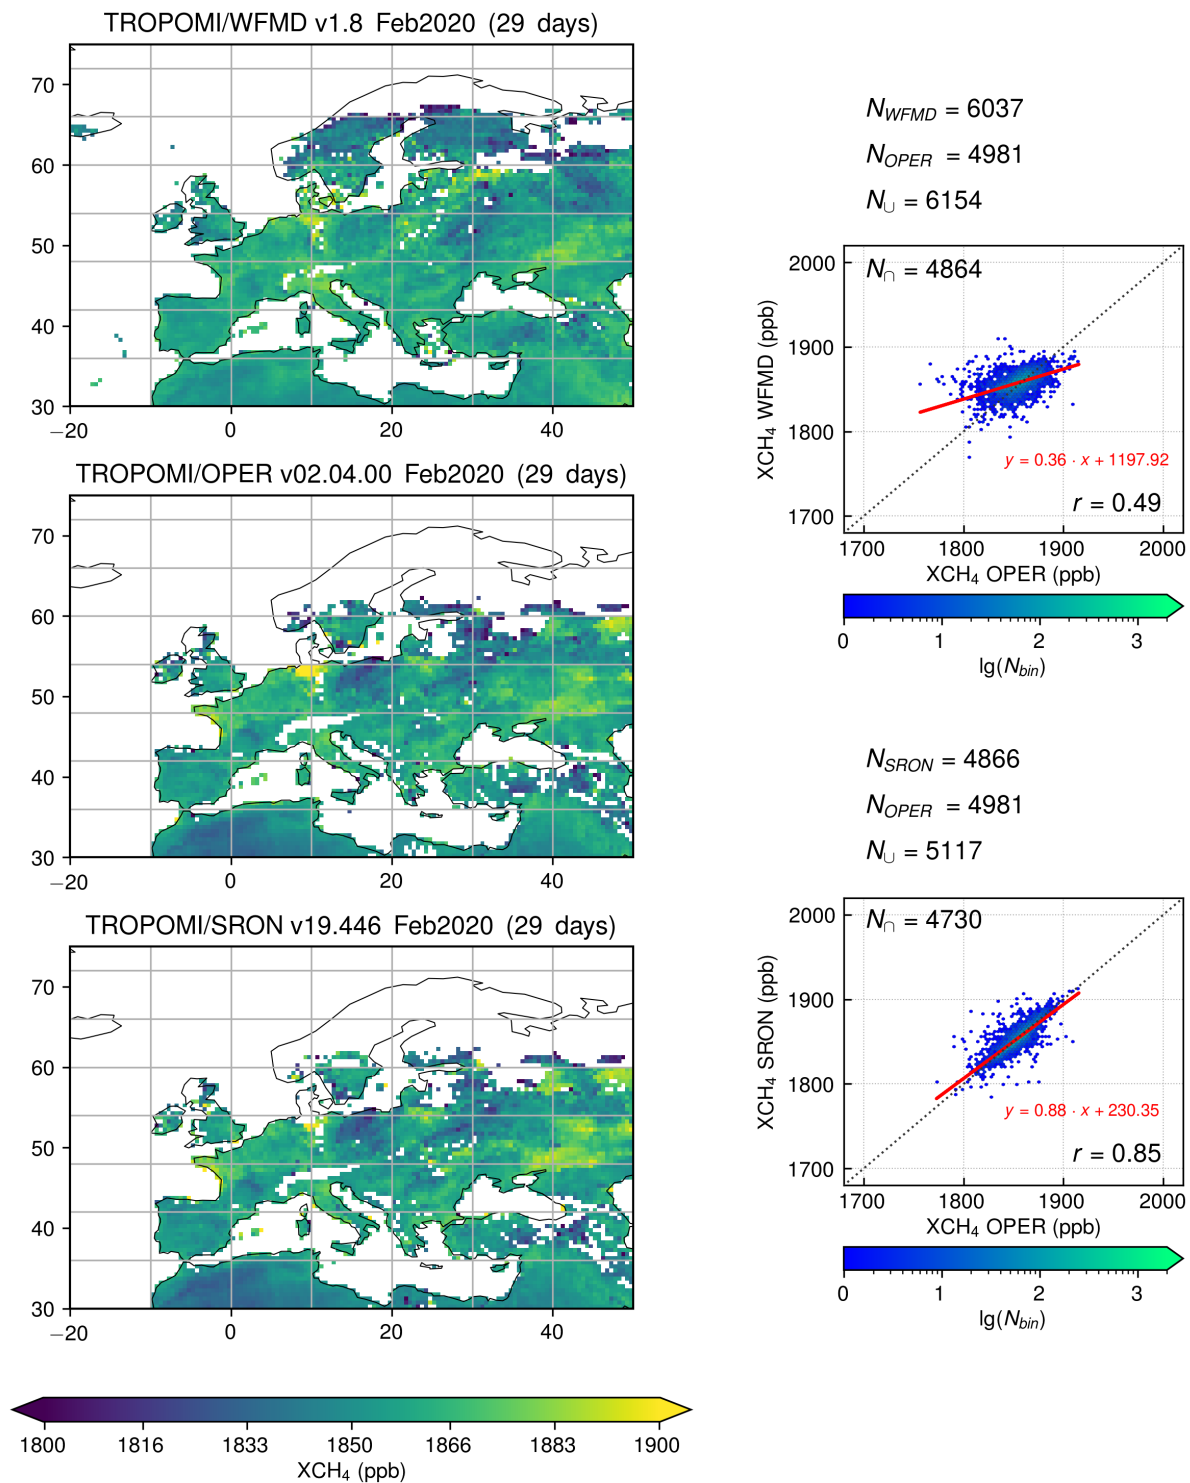 TROPOMI/WFMD v1.8 Feb2020 (29 days)
70
60
50
40
30
−20
0
20
40
N_WFMD = 6037
N_OPER = 4981
N_∪ = 6154
N_∩ = 4864
2000
1900
1800
1700
XCH₄ WFMD (ppb)
y = 0.36 · x + 1197.92
r = 0.49
1700
1800
1900
2000
XCH₄ OPER (ppb)
0
1
2
3
lg(N_bin)
TROPOMI/OPER v02.04.00 Feb2020 (29 days)
70
60
50
40
30
−20
0
20
40
N_SRON = 4866
N_OPER = 4981
N_∪ = 5117
N_∩ = 4730
2000
1900
1800
1700
XCH₄ SRON (ppb)
y = 0.88 · x + 230.35
r = 0.85
1700
1800
1900
2000
XCH₄ OPER (ppb)
0
1
2
3
lg(N_bin)
TROPOMI/SRON v19.446 Feb2020 (29 days)
70
60
50
40
30
−20
0
20
40
1800
1816
1833
1850
1866
1883
1900
XCH₄ (ppb)